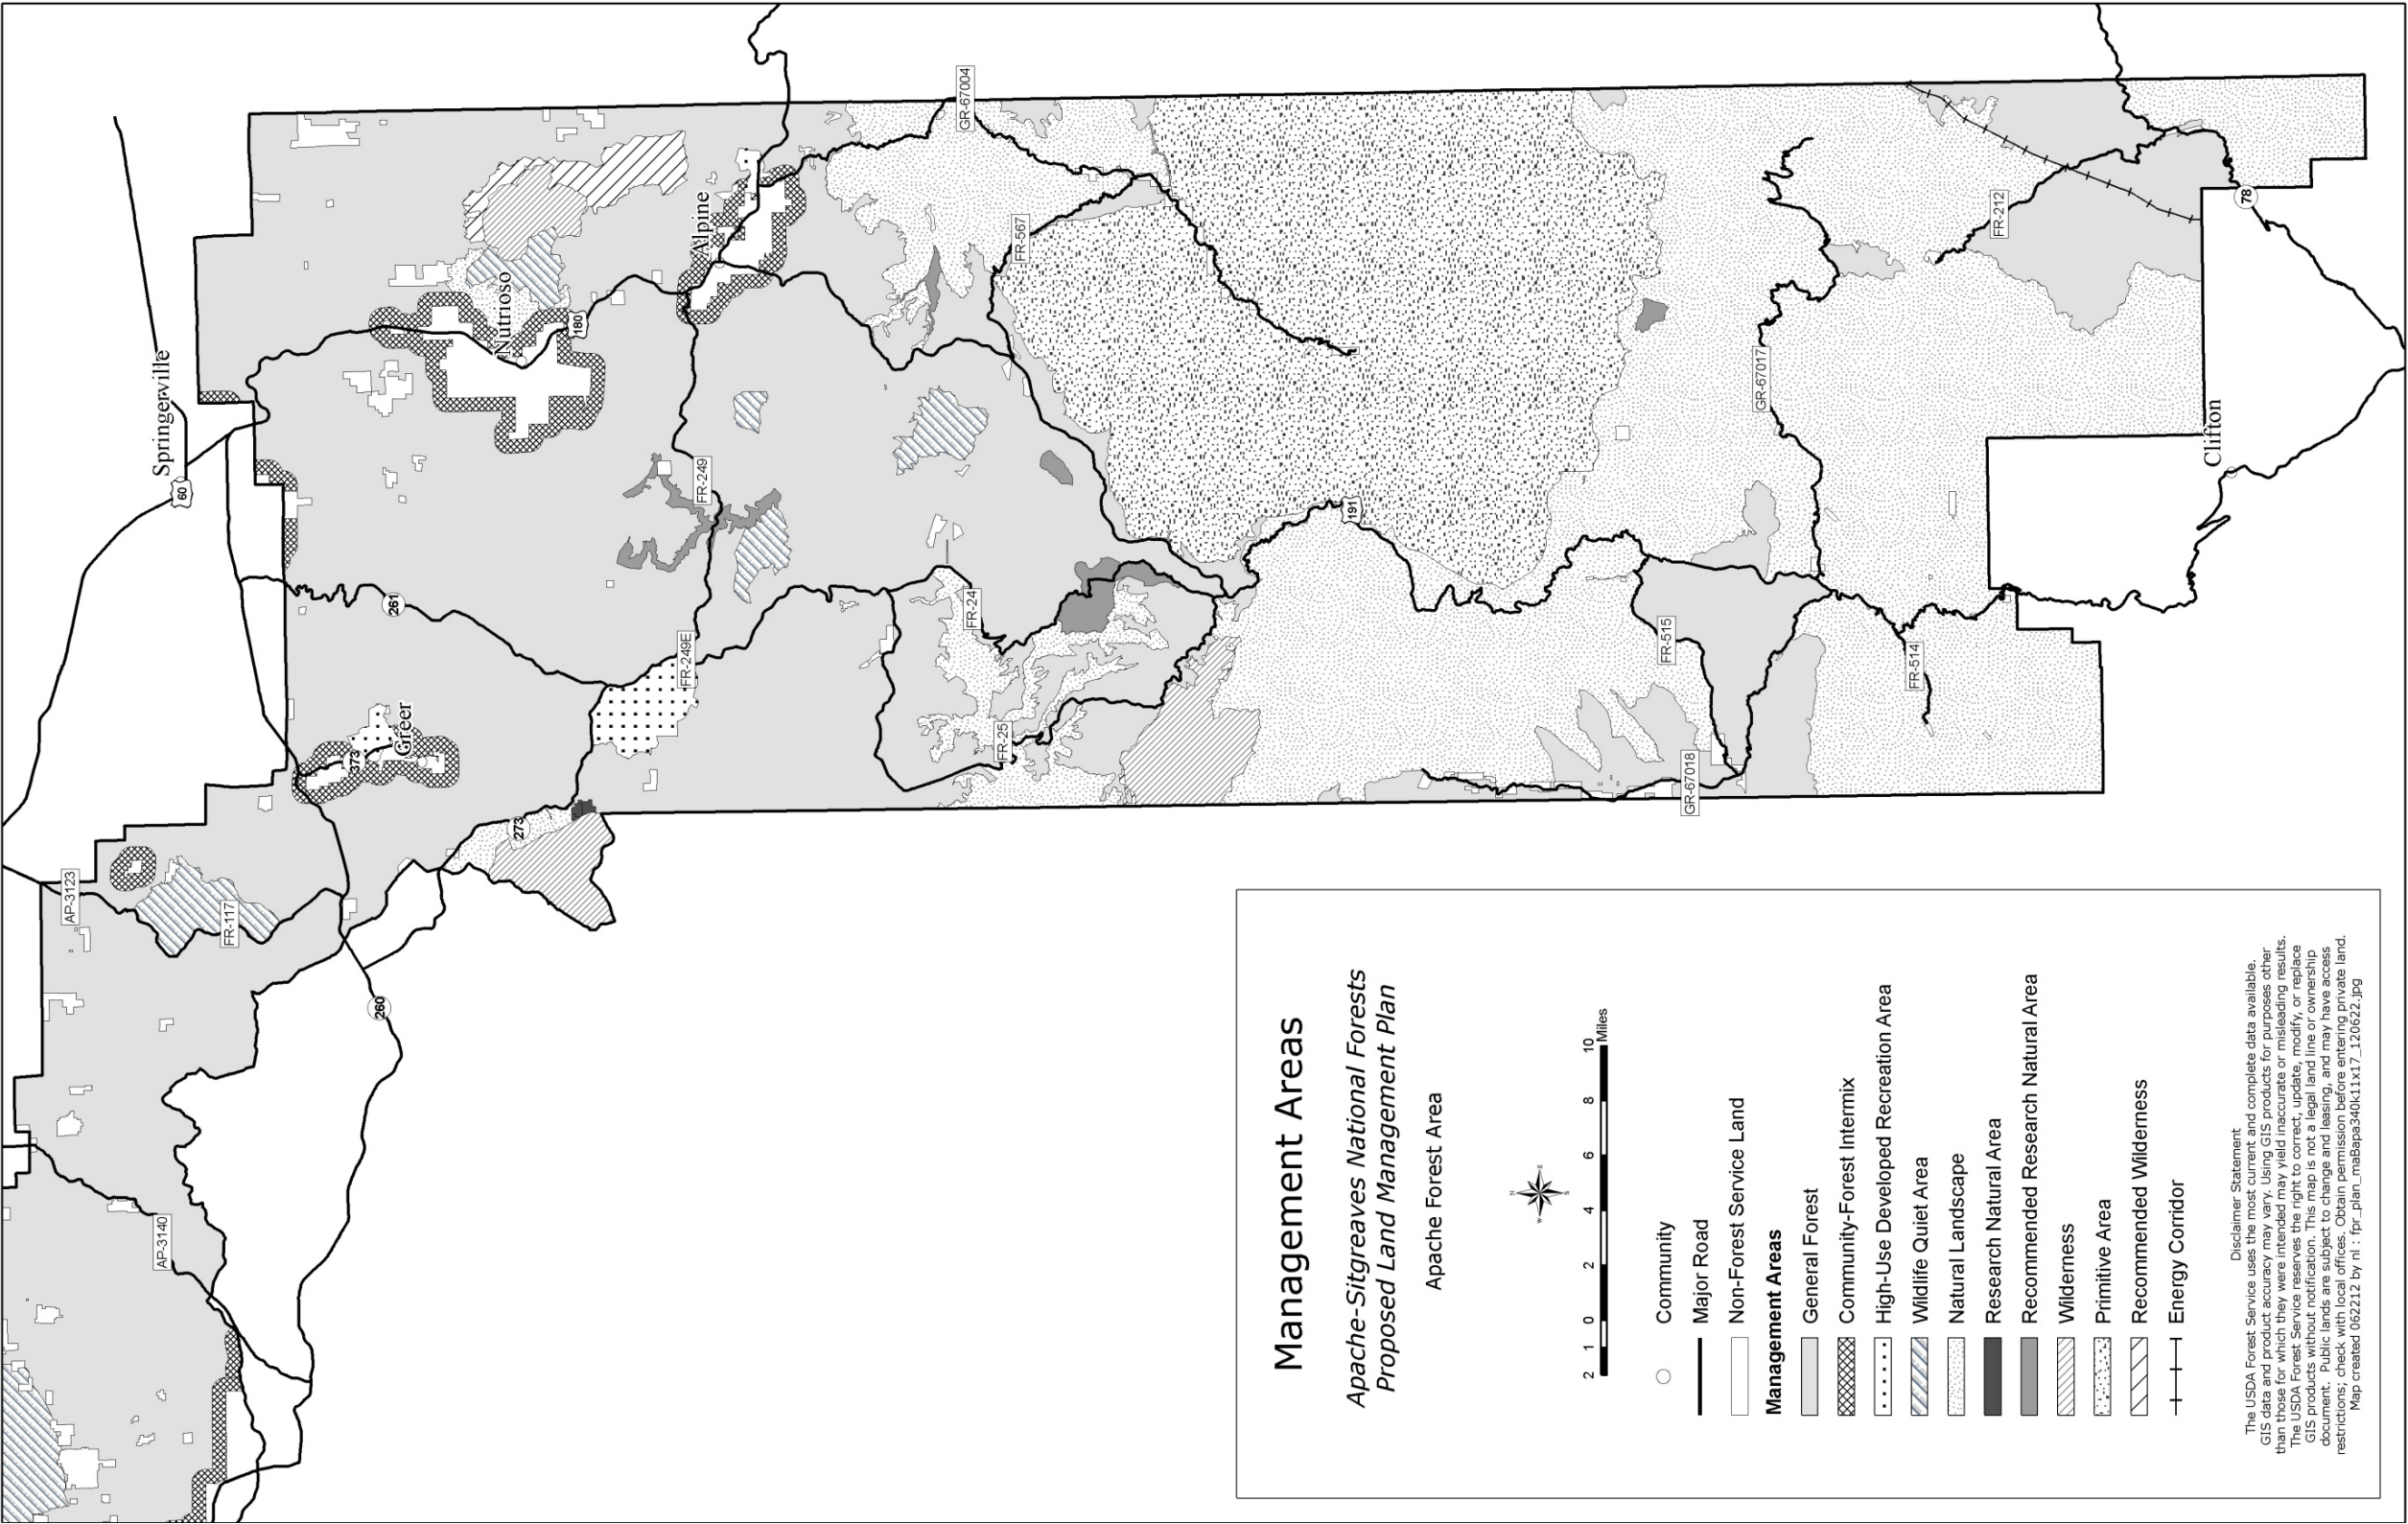 Management Areas
Apache-Sitgreaves National Forests
Proposed Land Management Plan
Apache Forest Area
N
W
E
S
2 1 0 2 4 6 8 10
Miles
Community
Major Road
Non-Forest Service Land
Management Areas
General Forest
Community-Forest Intermix
High-Use Developed Recreation Area
Wildlife Quiet Area
Natural Landscape
Research Natural Area
Recommended Research Natural Area
Wilderness
Primitive Area
Recommended Wilderness
Energy Corridor
Disclaimer Statement
The USDA Forest Service uses the most current and complete data available.
GIS data and product accuracy may vary. Using GIS products for purposes other
than those for which they were intended may yield inaccurate or misleading results.
The USDA Forest Service reserves the right to correct, update, modify, or replace
GIS products without notification. This map is not a legal land line or ownership
document. Public lands are subject to change and leasing, and may have access
restrictions; check with local offices. Obtain permission before entering private land.
Map created 062212 by nl : fpr_plan_maBapa340k11x17_120622.jpg
AP-3140
AP-3123
FR-117
260
373
Greer
273
261
60
Springerville
Nutrioso
180
Alpine
FR-249
FR-249E
FR-24
FR-25
FR-567
GR-67004
191
GR-67017
FR-515
GR-67018
FR-514
FR-212
78
Clifton